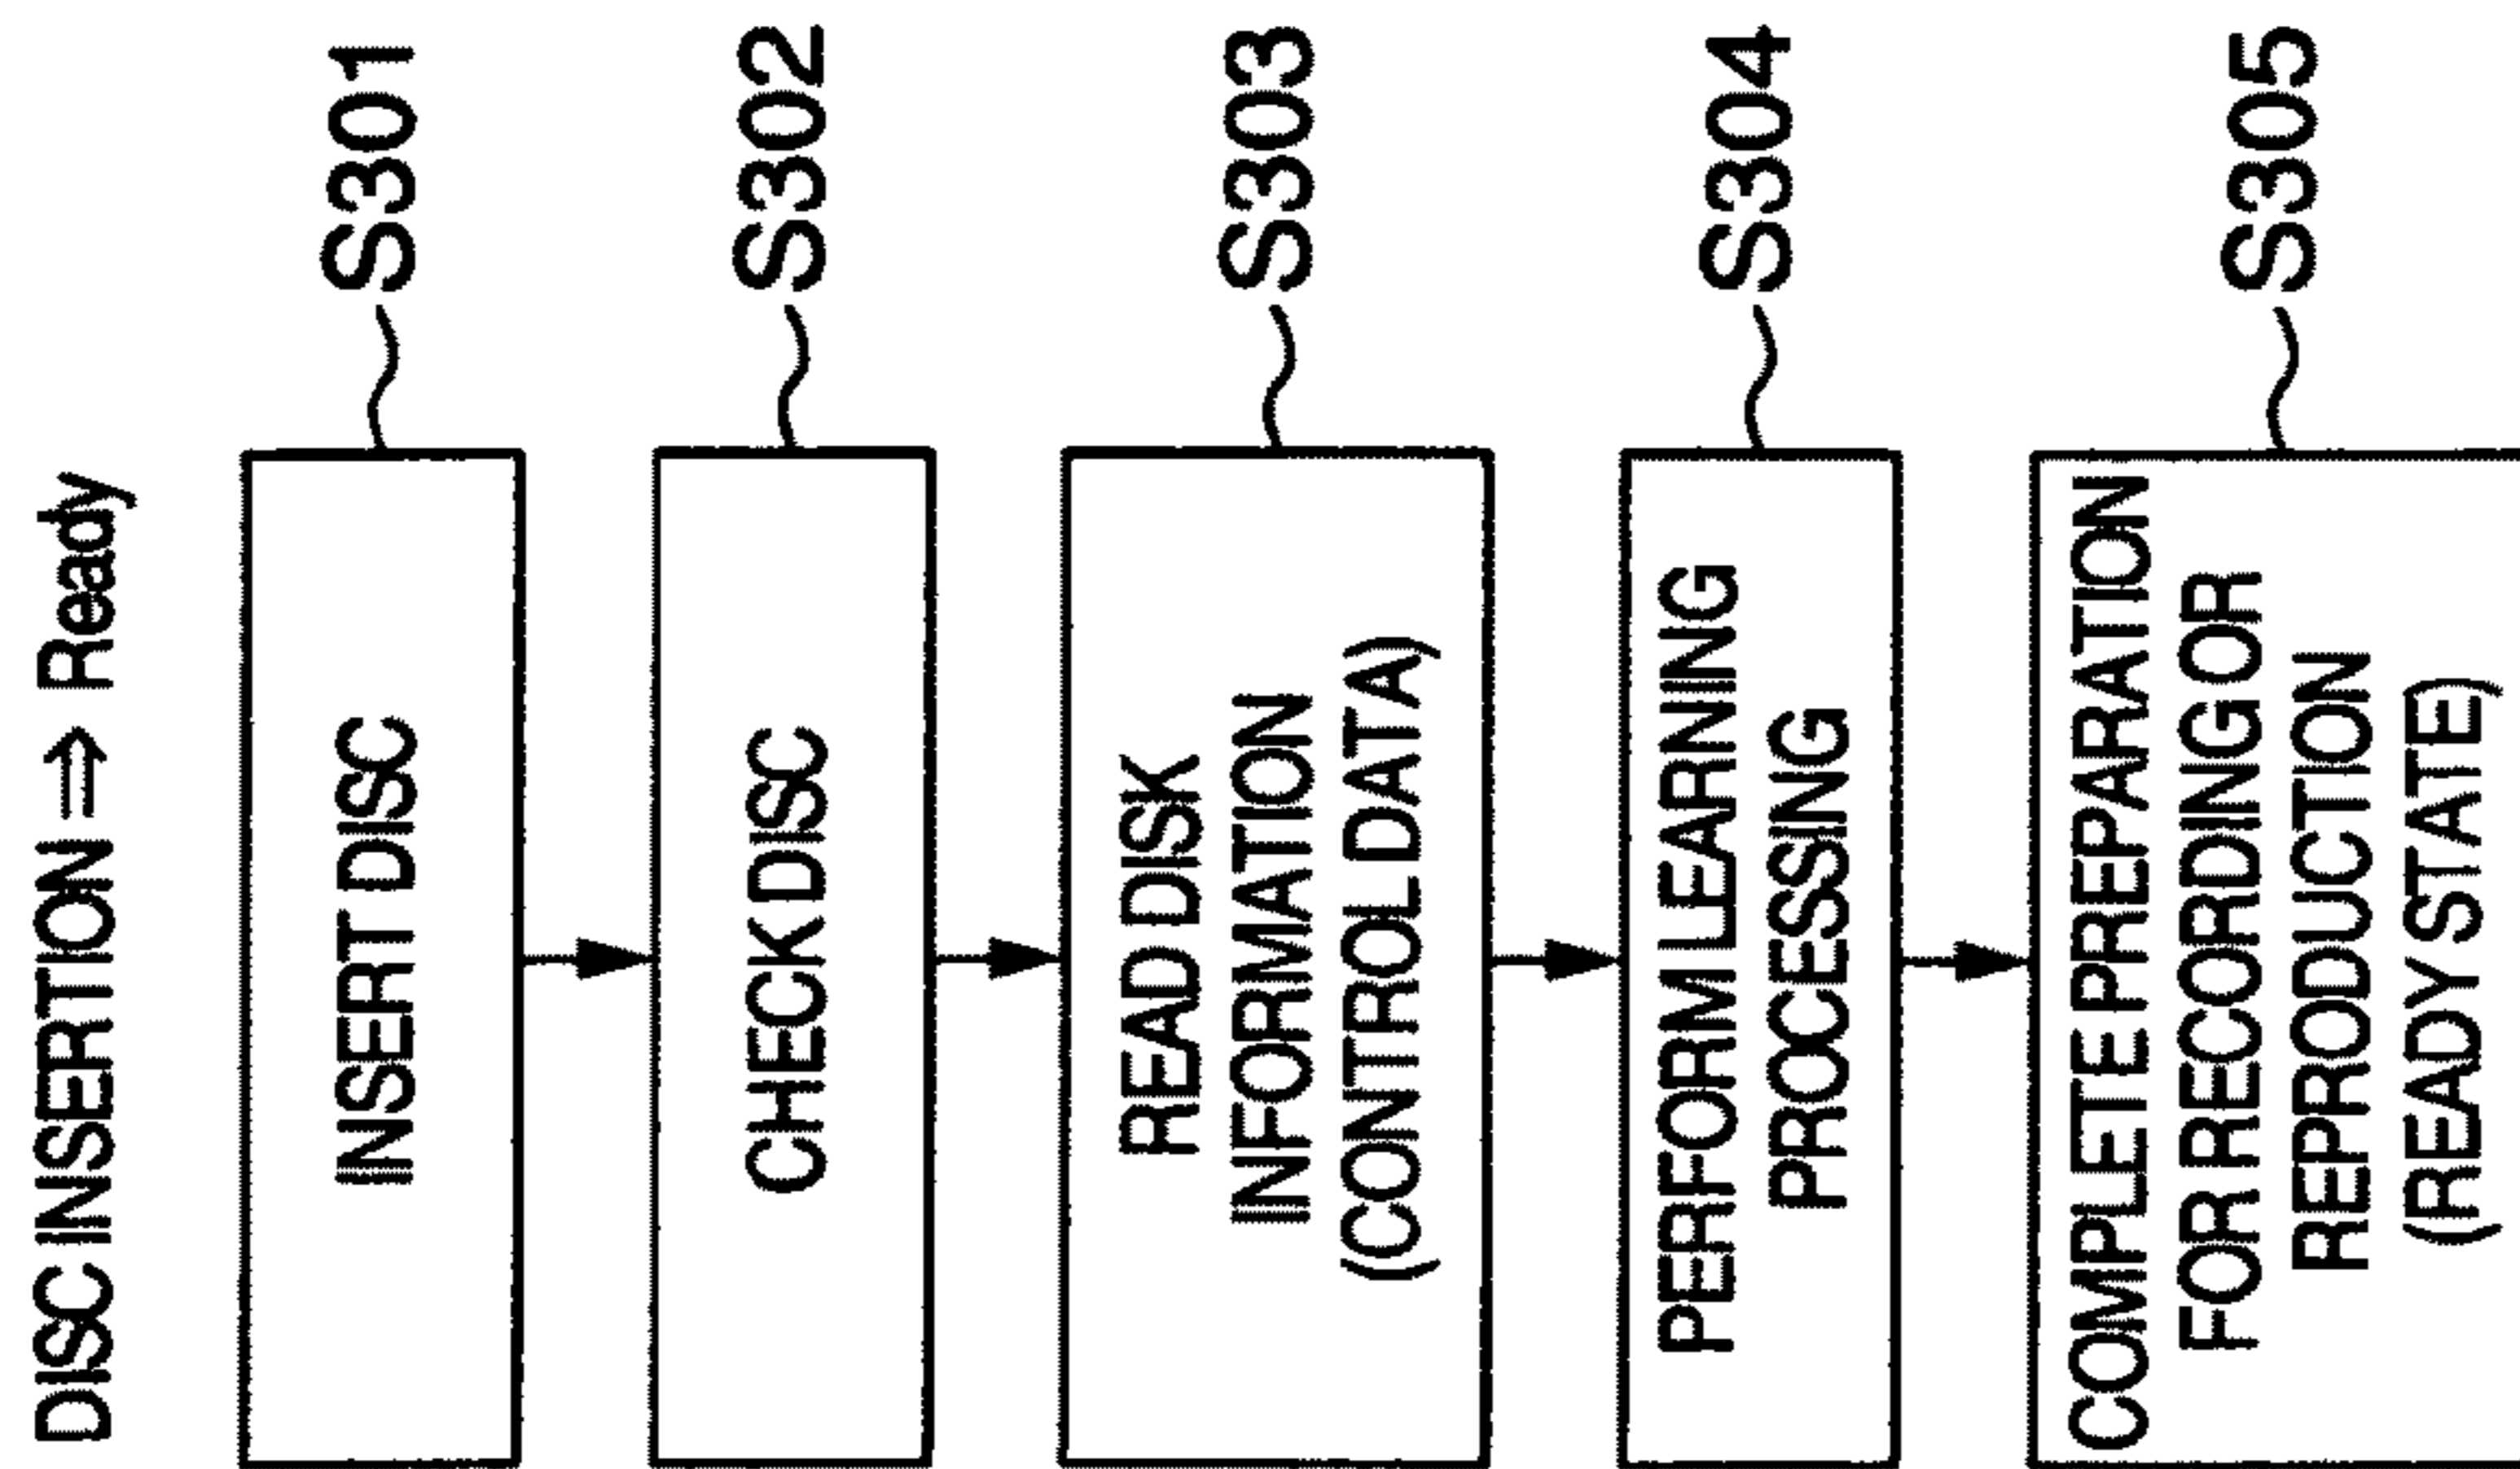 DISC INSERTION ⇒ Ready
INSERT DISC
S301
CHECK DISC
S302
READ DISK
INFORMATION
(CONTROL DATA)
S303
PERFORM LEARNING
PROCESSING
S304
COMPLETE PREPARATION
FOR RECORDING OR
REPRODUCTION
(READY STATE)
S305